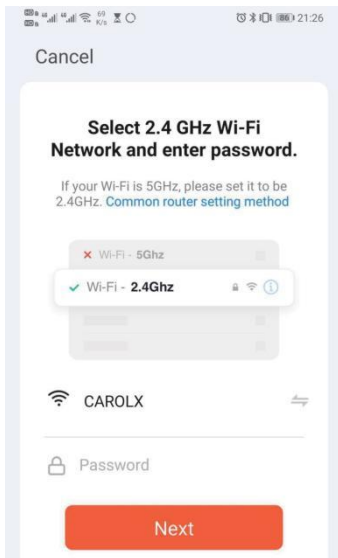 69 K/s 86 21:26
Cancel
Select 2.4 GHz Wi-Fi
Network and enter password.
If your Wi-Fi is 5GHz, please set it to be
2.4GHz. Common router setting method
Wi-Fi - 5Ghz
Wi-Fi - 2.4Ghz
CAROLX
Password
Next